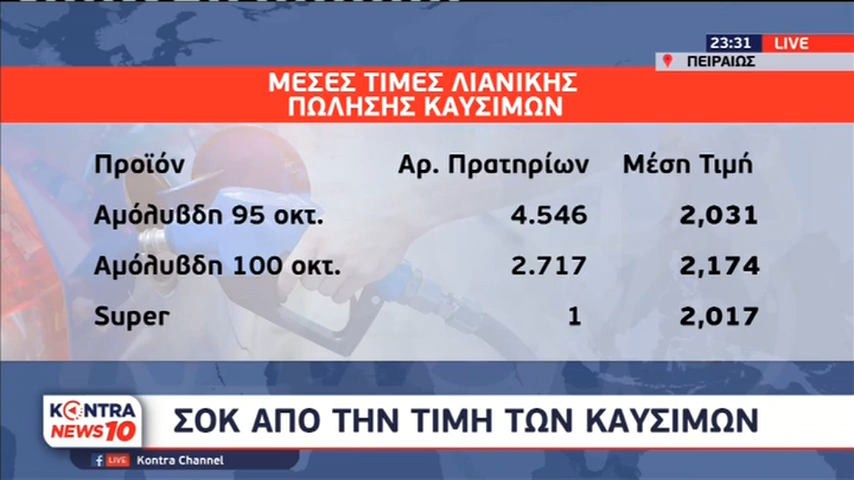 23:31 LIVE
ΠΕΙΡΑΙΩΣ
ΜΕΣΕΣ ΤΙΜΕΣ ΛΙΑΝΙΚΗΣ
ΠΩΛΗΣΗΣ ΚΑΥΣΙΜΩΝ
Προϊόν Αρ. Πρατηρίων Μέση Τιμή
Αμόλυβδη 95 οκτ. 4.546 2,031
Αμόλυβδη 100 οκτ. 2.717 2,174
Super 1 2,017
KONTRA
NEWS 10
ΣΟΚ ΑΠΟ ΤΗΝ ΤΙΜΗ ΤΩΝ ΚΑΥΣΙΜΩΝ
f LIVE Kontra Channel